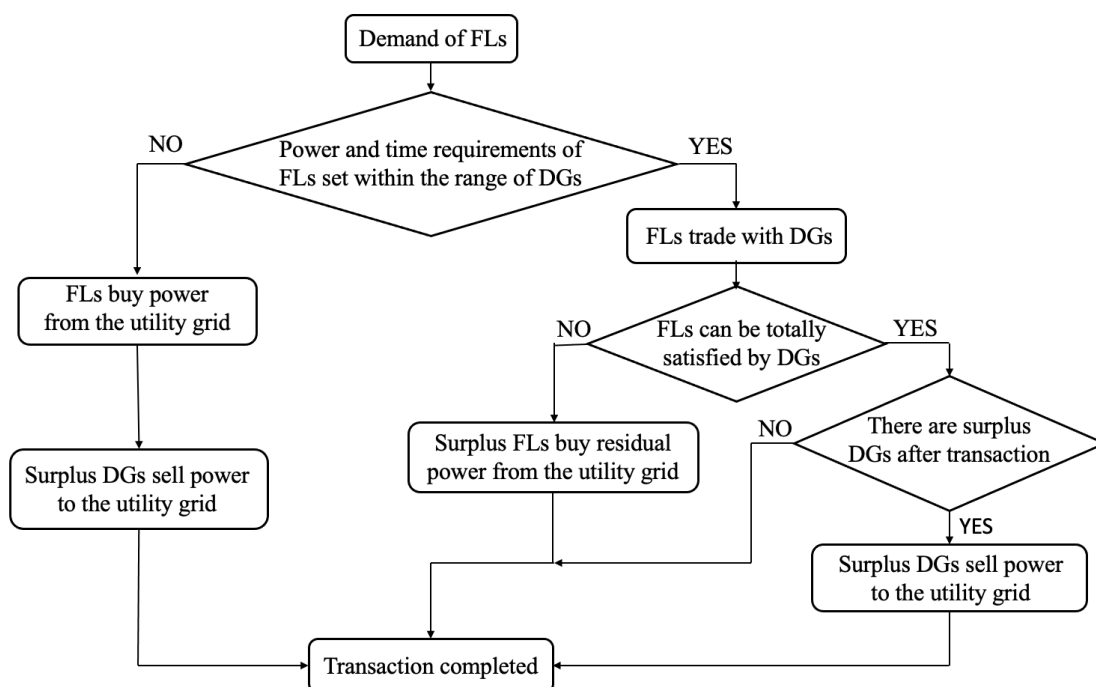 Demand of FLs
NO
YES
Power and time requirements of
FLs set within the range of DGs
FLs trade with DGs
FLs buy power
from the utility grid
NO
FLs can be totally
satisfied by DGs
YES
Surplus FLs buy residual
power from the utility grid
NO
There are surplus
DGs after transaction
Surplus DGs sell power
to the utility grid
YES
Surplus DGs sell power
to the utility grid
Transaction completed